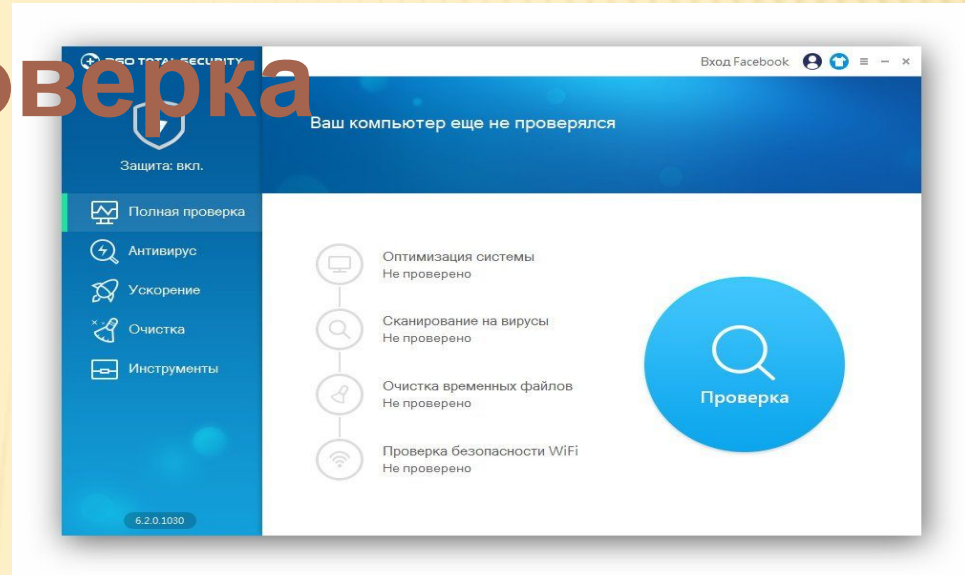 оверка
TOTAL SECURITY
Вход Facebook
Ваш компьютер еще не проверялся
Защита: вкл.
Полная проверка
Антивирус
Ускорение
Очистка
Инструменты
6.2.0.1030
Оптимизация системы
Не проверено
Сканирование на вирусы
Не проверено
Очистка временных файлов
Не проверено
Проверка безопасности WiFi
Не проверено
Проверка